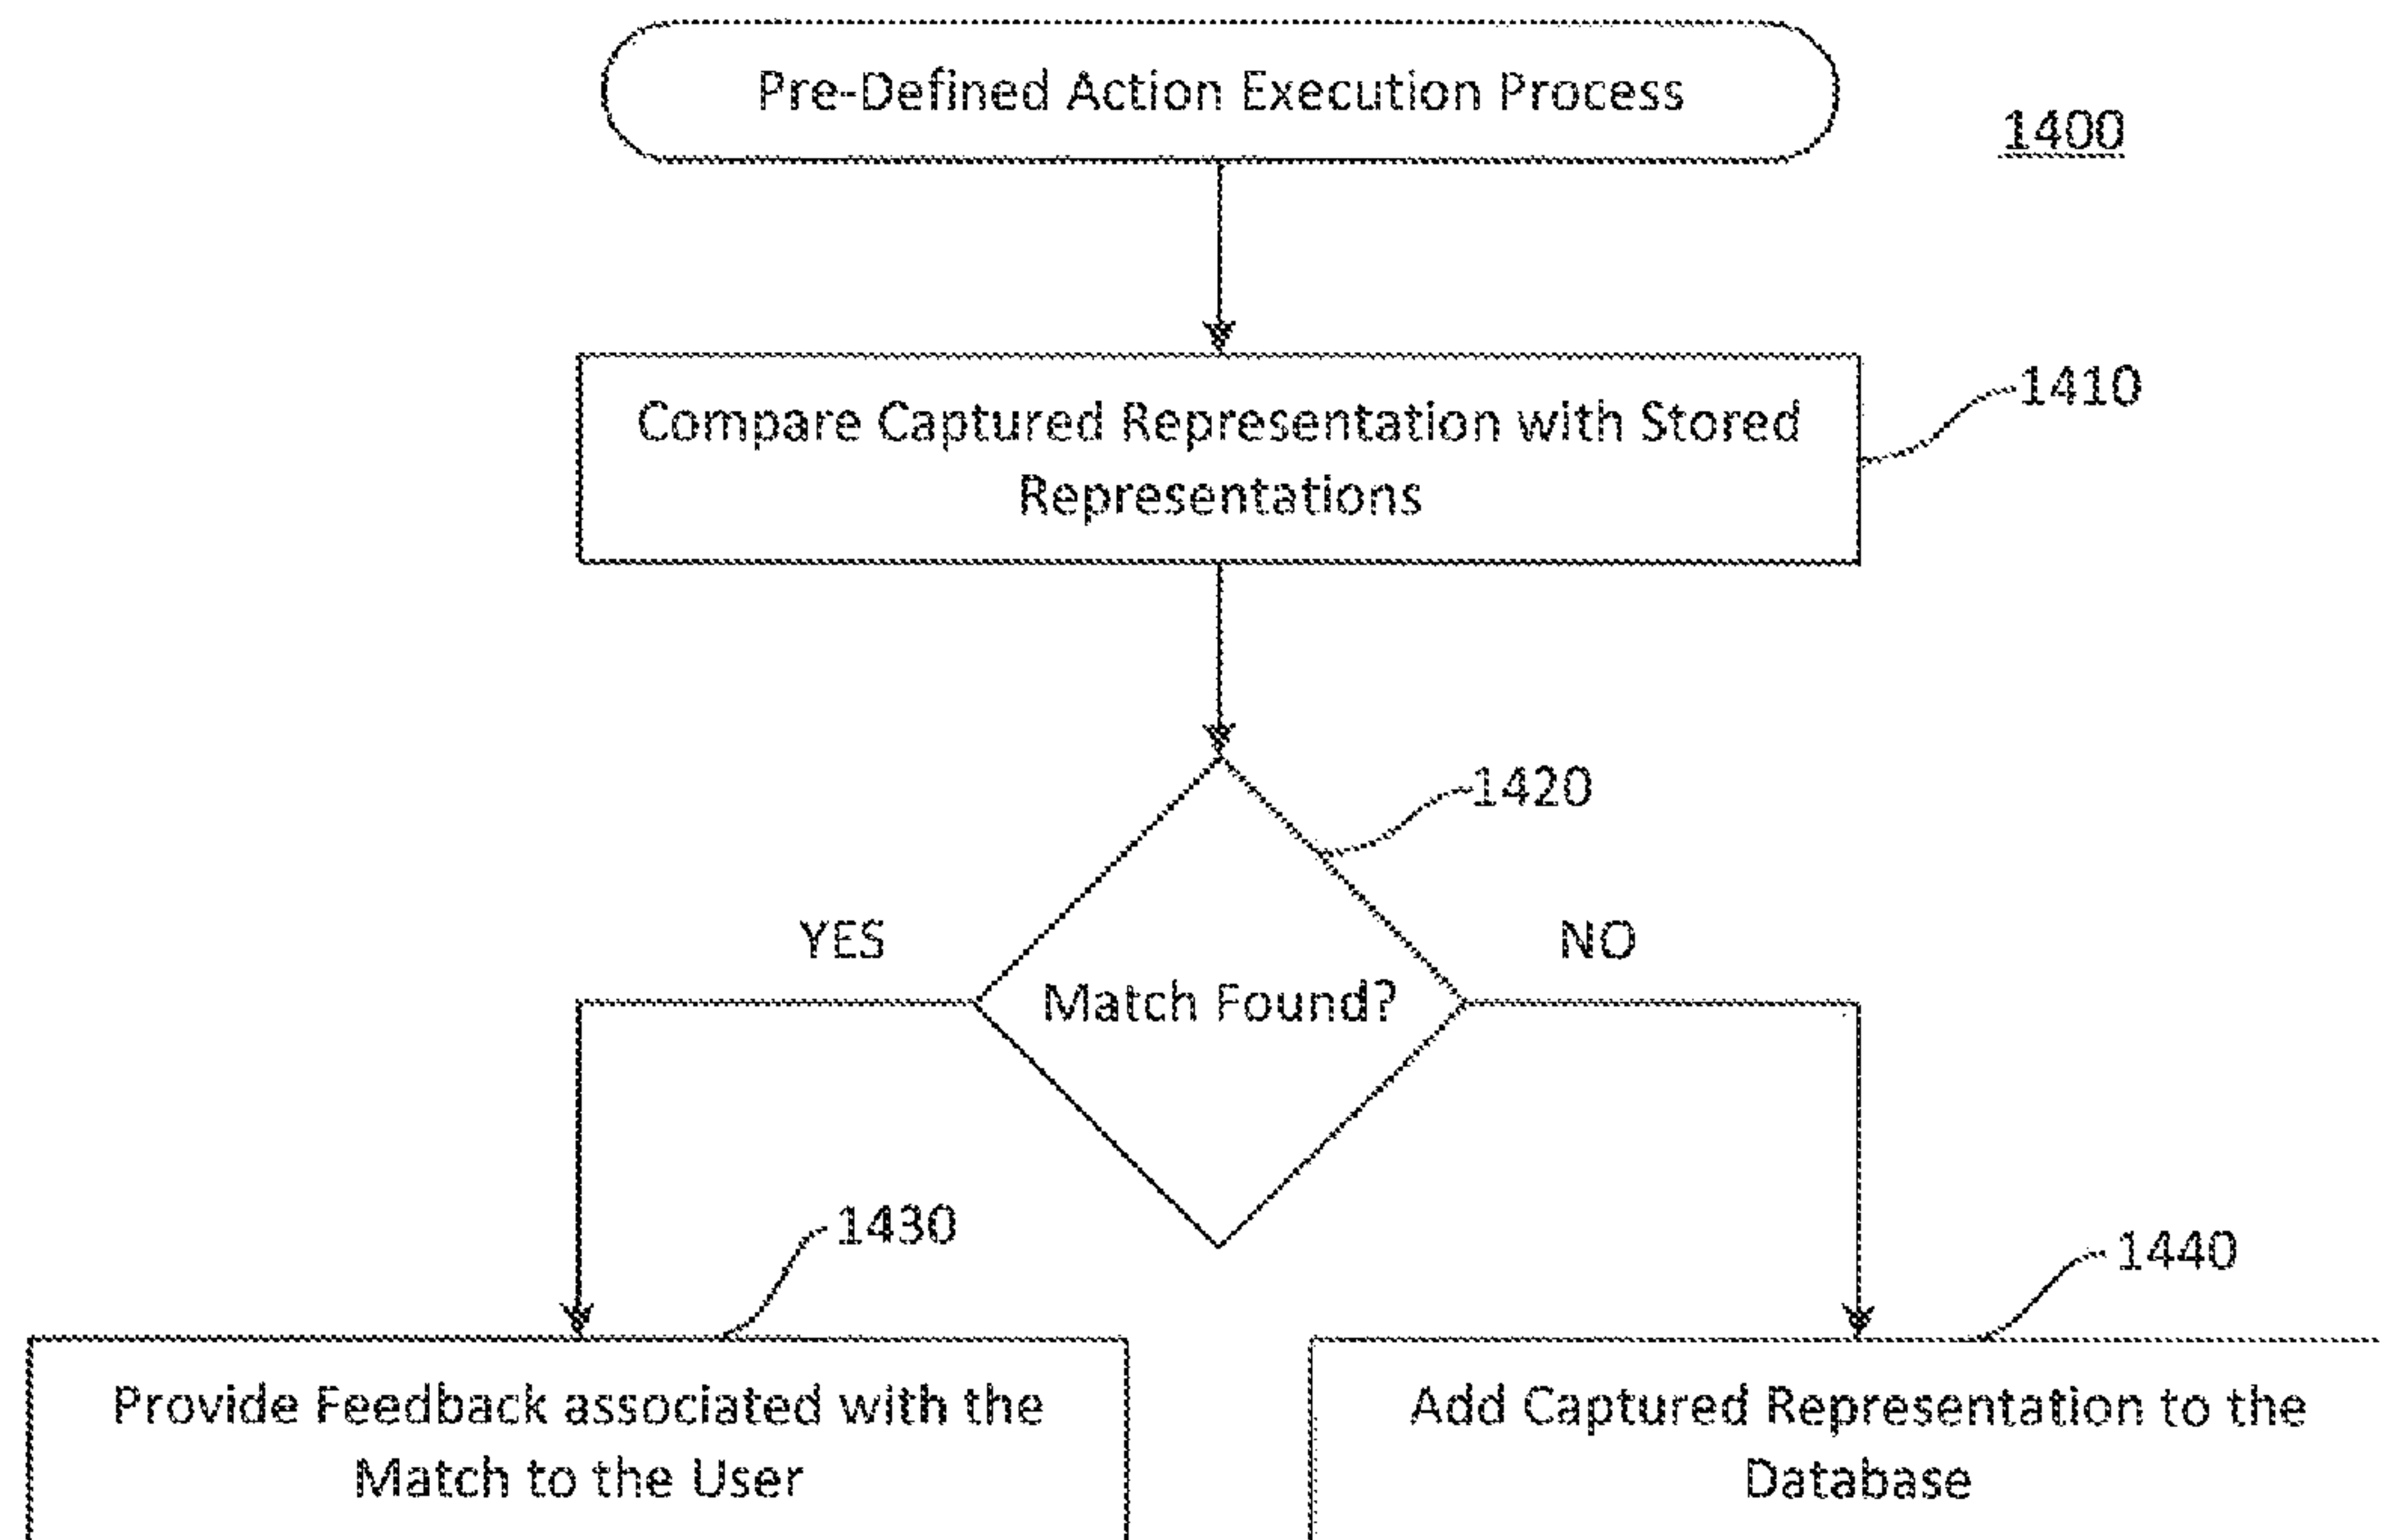 Pre-Defined Action Execution Process
1400
Compare Captured Representation with Stored
Representations
1410
1420
YES
NO
Match Found?
1430
1440
Provide Feedback associated with the
Match to the User
Add Captured Representation to the
Database